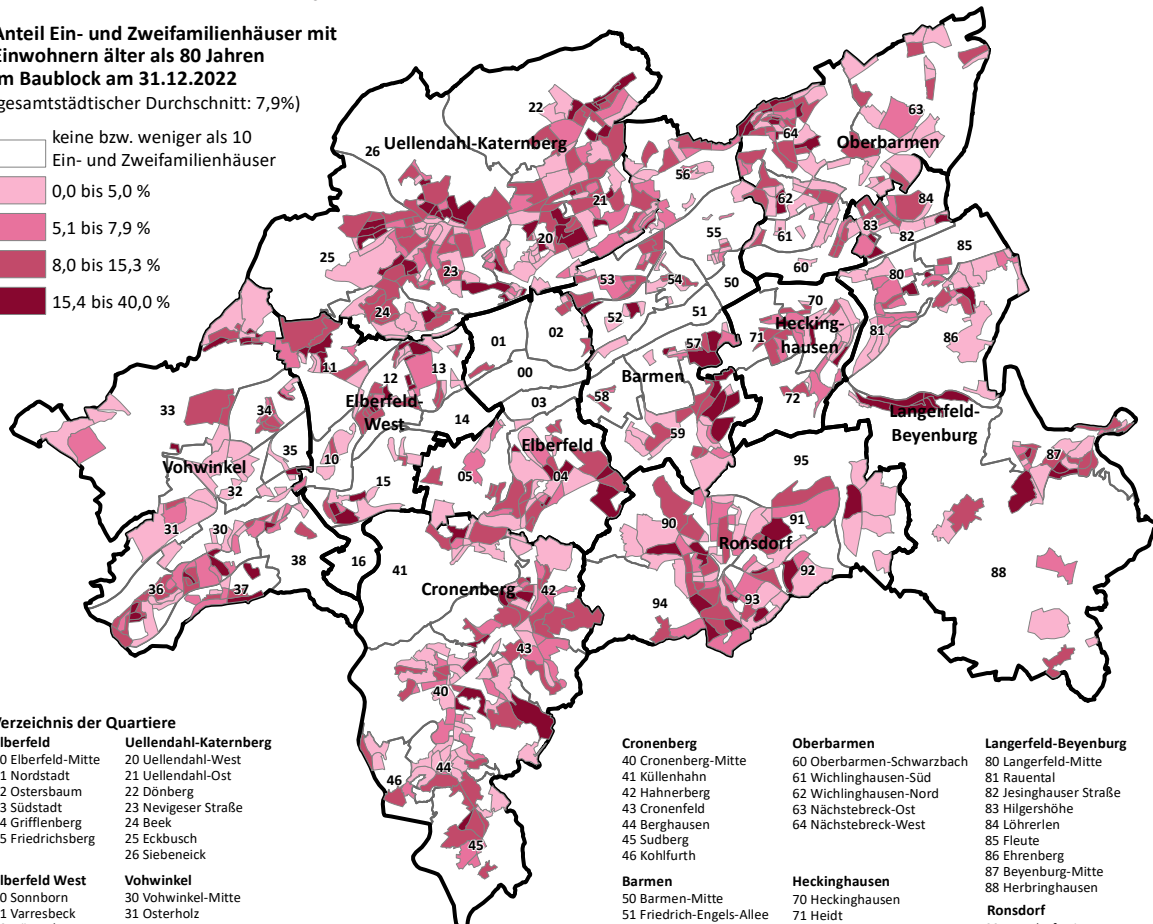 Anteil Ein- und Zweifamilienhäuser mit
Einwohnern älter als 80 Jahren
im Baublock am 31.12.2022
gesamtstädtischer Durchschnitt: 7,9%)
keine bzw. weniger als 10
Ein- und Zweifamilienhäuser
0,0 bis 5,0 %
5,1 bis 7,9 %
8,0 bis 15,3 %
15,4 bis 40,0 %
22
26
Uellendahl-Katernberg
63
64
Oberbarmen
56
21
20
25
23
24
62
84
83
82
61
85
60
55
53
54
50
80
52
51
70
01
02
00
03
57
71
Hecking-
hausen
81
86
72
11
12
13
Elberfeld-
West
14
Barmen
58
59
33
34
35
Vohwinkel
32
10
15
05
Elberfeld
04
Langerfeld-
Beyenburg
87
31
30
38
16
36
37
41
Cronenberg
42
90
95
91
Ronsdorf
92
93
94
88
43
40
44
46
45
Verzeichnis der Quartiere
lberfeld
0 Elberfeld-Mitte
1 Nordstadt
2 Ostersbaum
3 Südstadt
4 Grifflenberg
5 Friedrichsberg
Uellendahl-Katernberg
20 Uellendahl-West
21 Uellendahl-Ost
22 Dönberg
23 Nevigeser Straße
24 Beek
25 Eckbusch
26 Siebeneick
lberfeld West
0 Sonnborn
1 Varresbeck
Vohwinkel
30 Vohwinkel-Mitte
31 Osterholz
Cronenberg
40 Cronenberg-Mitte
41 Küllenhahn
42 Hahnerberg
43 Cronenfeld
44 Berghausen
45 Sudberg
46 Kohlfurth
Barmen
50 Barmen-Mitte
51 Friedrich-Engels-Allee
Oberbarmen
60 Oberbarmen-Schwarzbach
61 Wichlinghausen-Süd
62 Wichlinghausen-Nord
63 Nächstebreck-Ost
64 Nächstebreck-West
Heckinghausen
70 Heckinghausen
71 Heidt
Langerfeld-Beyenburg
80 Langerfeld-Mitte
81 Rauental
82 Jesinghauser Straße
83 Hilgershöhe
84 Löhrerlen
85 Fleute
86 Ehrenberg
87 Beyenburg-Mitte
88 Herbringhausen
Ronsdorf